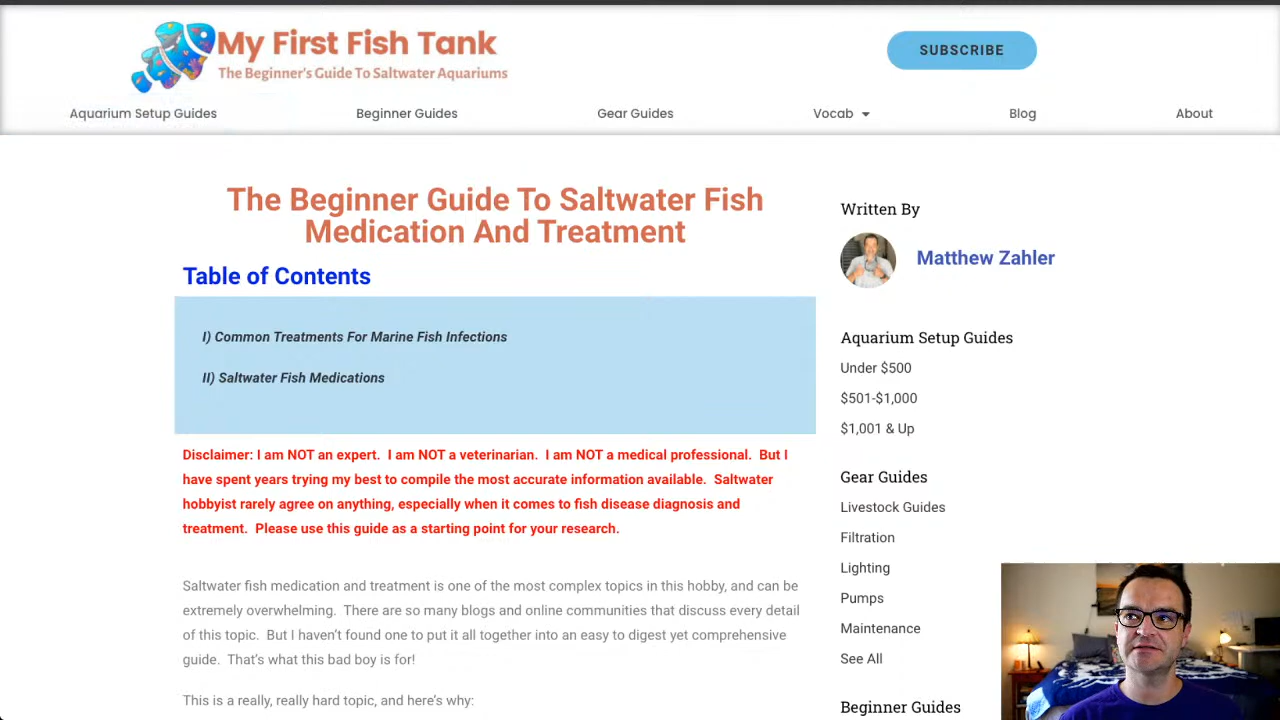 My First Fish Tank
The Beginner's Guide To Saltwater Aquariums
SUBSCRIBE
Aquarium Setup Guides
Beginner Guides
Gear Guides
Vocab
Blog
About
The Beginner Guide To Saltwater Fish
Medication And Treatment
Table of Contents
I) Common Treatments For Marine Fish Infections
II) Saltwater Fish Medications
Disclaimer: I am NOT an expert.  I am NOT a veterinarian.  I am NOT a medical professional.  But I
have spent years trying my best to compile the most accurate information available.  Saltwater
hobbyist rarely agree on anything, especially when it comes to fish disease diagnosis and
treatment.  Please use this guide as a starting point for your research.
Saltwater fish medication and treatment is one of the most complex topics in this hobby, and can be
extremely overwhelming.  There are so many blogs and online communities that discuss every detail
of this topic.  But I haven't found one to put it all together into an easy to digest yet comprehensive
guide.  That's what this bad boy is for!
This is a really, really hard topic, and here's why:
Written By
Matthew Zahler
Aquarium Setup Guides
Under $500
$501-$1,000
$1,001 & Up
Gear Guides
Livestock Guides
Filtration
Lighting
Pumps
Maintenance
See All
Beginner Guides